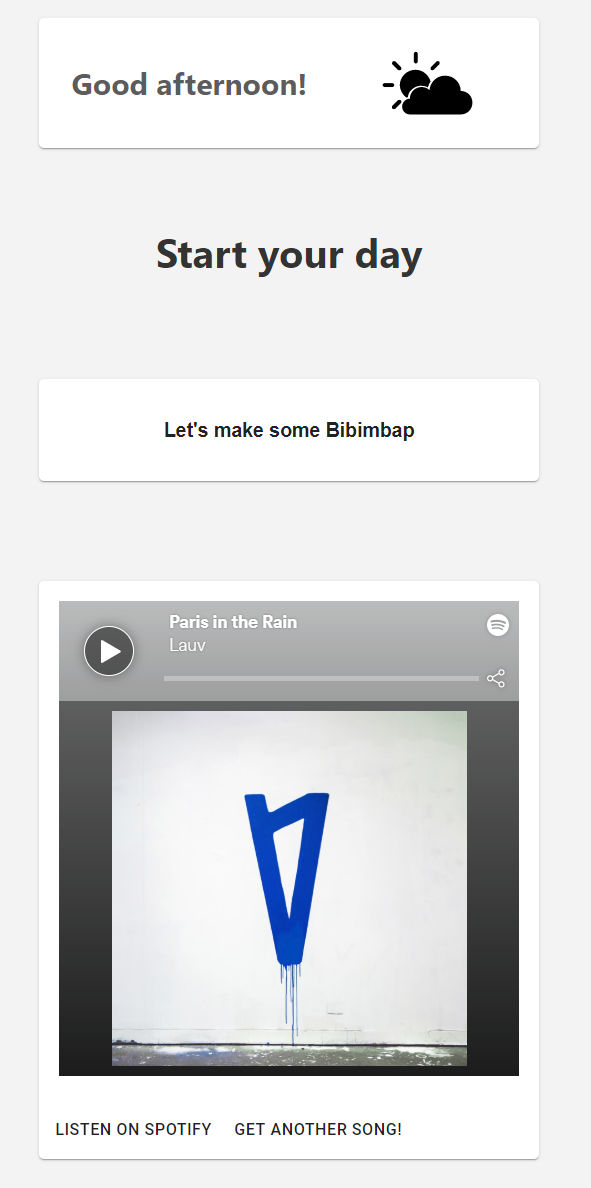 Good afternoon!
Start your day
Let's make some Bibimbap
Paris in the Rain
Lauv
LISTEN ON SPOTIFY GET ANOTHER SONG!